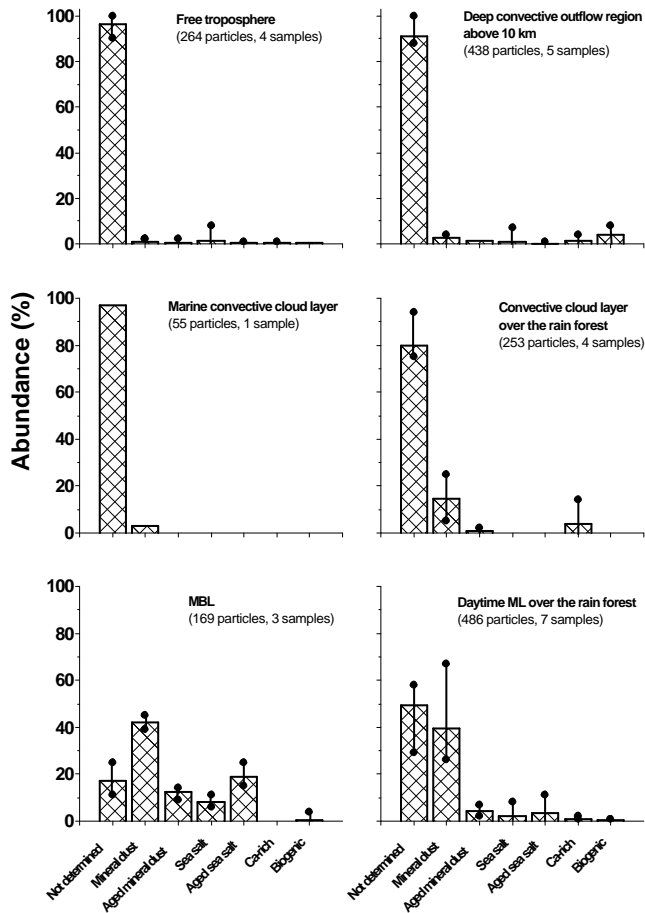 Free troposphere
(264 particles, 4 samples)
Deep convective outflow region
above 10 km
(438 particles, 5 samples)
100
80
60
40
20
0
Marine convective cloud layer
(55 particles, 1 sample)
Convective cloud layer
over the rain forest
(253 particles, 4 samples)
100
80
60
40
20
0
Abundance (%)
MBL
(169 particles, 3 samples)
Daytime ML over the rain forest
(486 particles, 7 samples)
100
80
60
40
20
0
Not determined
Mineral dust
Aged mineral dust
Sea salt
Aged sea salt
Ca-rich
Biogenic
Not determined
Mineral dust
Aged mineral dust
Sea salt
Aged sea salt
Ca-rich
Biogenic